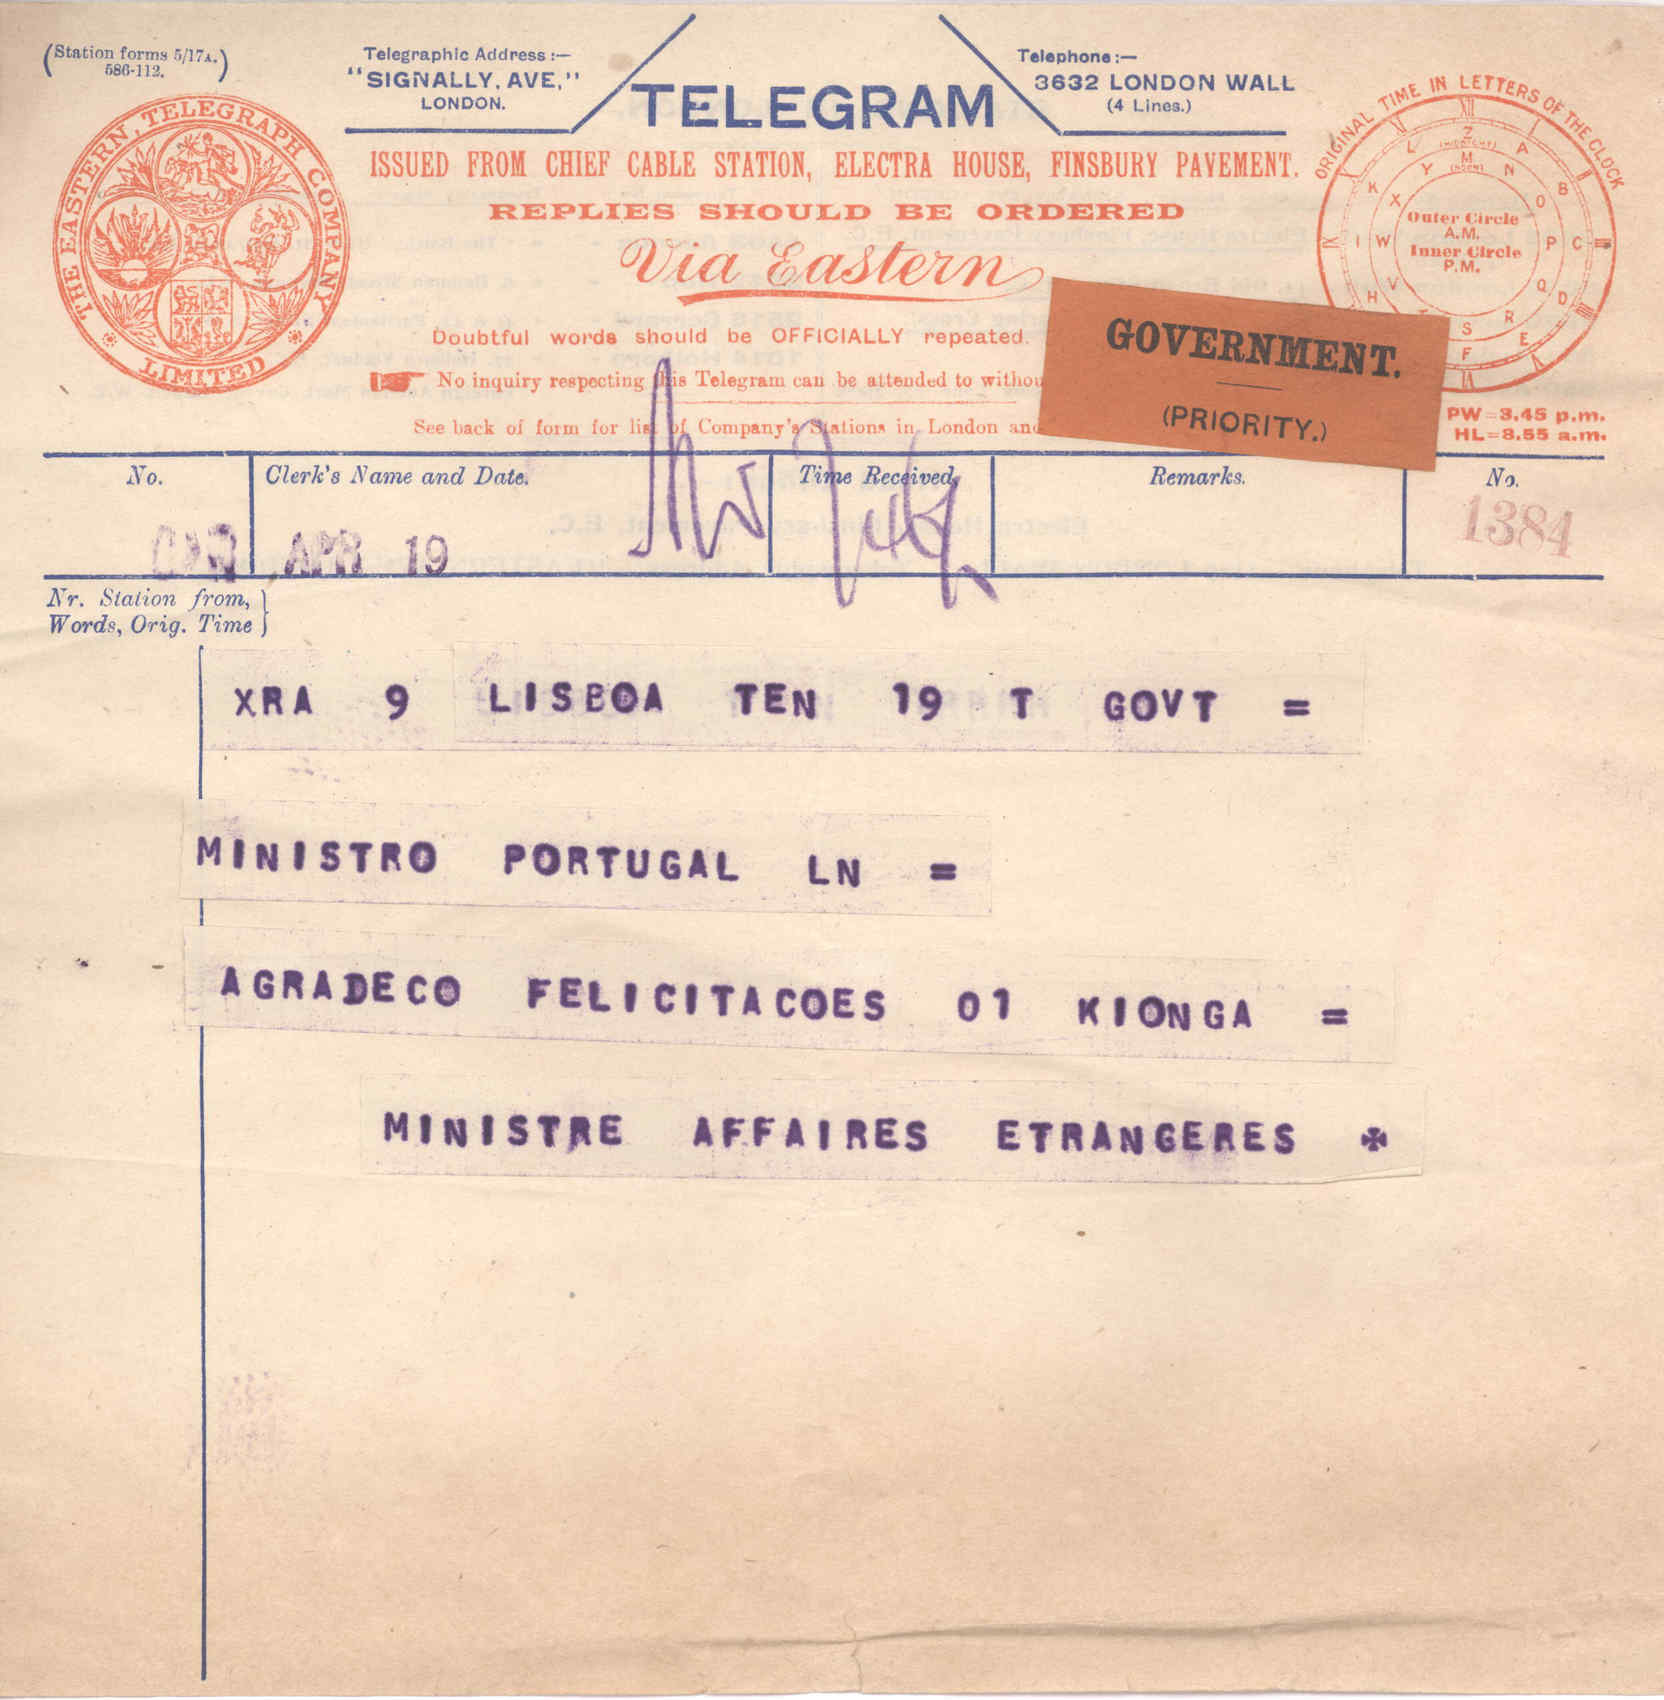 (Station forms 5/17A.
586-112.)
Telegraphic Address :—
"SIGNALLY, AVE,"
LONDON.
TELEGRAM
Telephone :—
3632 LONDON WALL
(4 Lines.)
THE EASTERN TELEGRAPH COMPANY
LIMITED
ORIGINAL TIME IN LETTERS OF THE CLOCK
Outer Circle
A.M.
Inner Circle
P.M.
ISSUED FROM CHIEF CABLE STATION, ELECTRA HOUSE, FINSBURY PAVEMENT.
REPLIES SHOULD BE ORDERED
Via Eastern
GOVERNMENT.
(PRIORITY.)
Doubtful words should be OFFICIALLY repeated.
No inquiry respecting this Telegram can be attended to
See back of form for list of Company's Stations in London
PW=3.45 p.m.
HL=8.55 a.m.
No.
Clerk's Name and Date.
Time Received.
Remarks.
No.
APR 19
1384
Nr. Station from,
Words, Orig. Time
XRA 9 LISBOA TEN 19 T GOVT =
MINISTRO PORTUGAL LN =
AGRADECO FELICITACOES 01 KIONGA =
MINISTRE AFFAIRES ETRANGERES